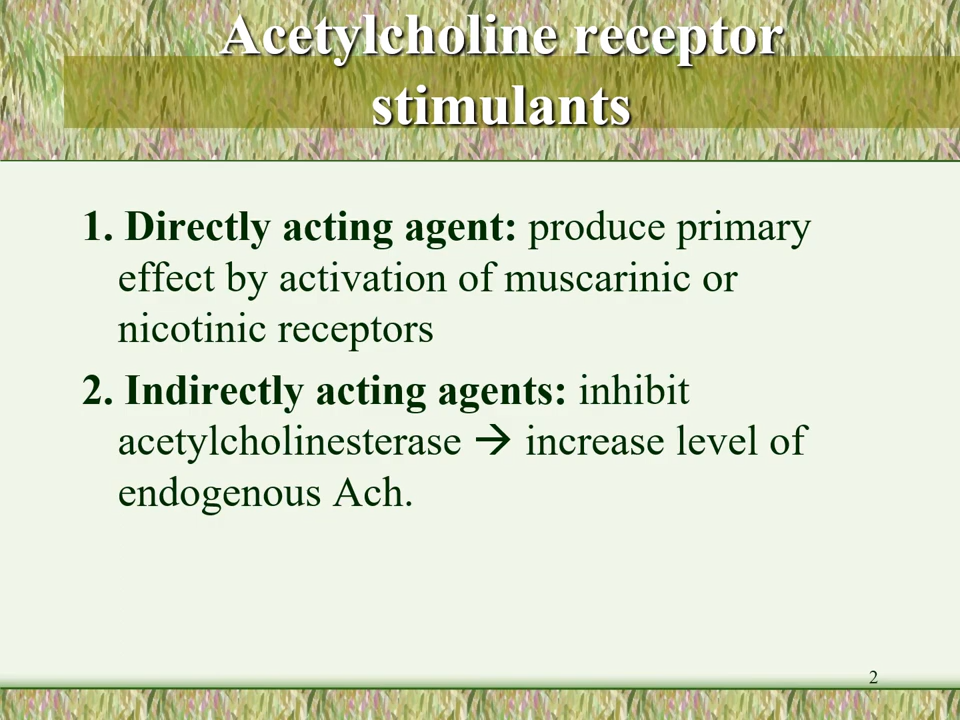 Acetylcholine receptor
stimulants
1. Directly acting agent: produce primary
effect by activation of muscarinic or
nicotinic receptors
2. Indirectly acting agents: inhibit
acetylcholinesterase → increase level of
endogenous Ach.
2